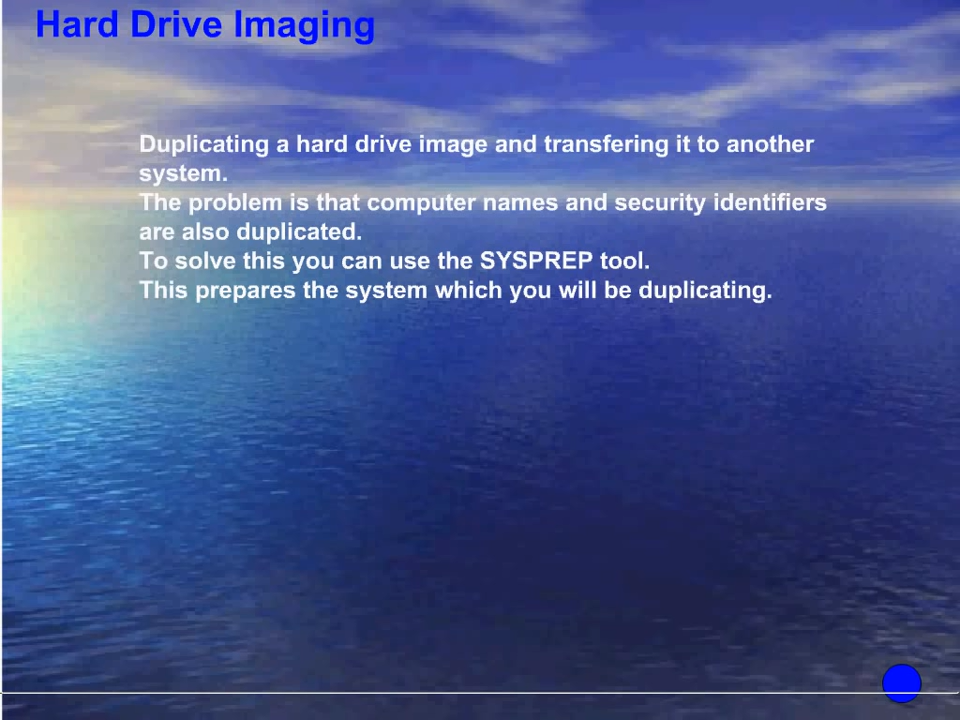 Hard Drive Imaging
Duplicating a hard drive image and transfering it to another
system.
The problem is that computer names and security identifiers
are also duplicated.
To solve this you can use the SYSPREP tool.
This prepares the system which you will be duplicating.